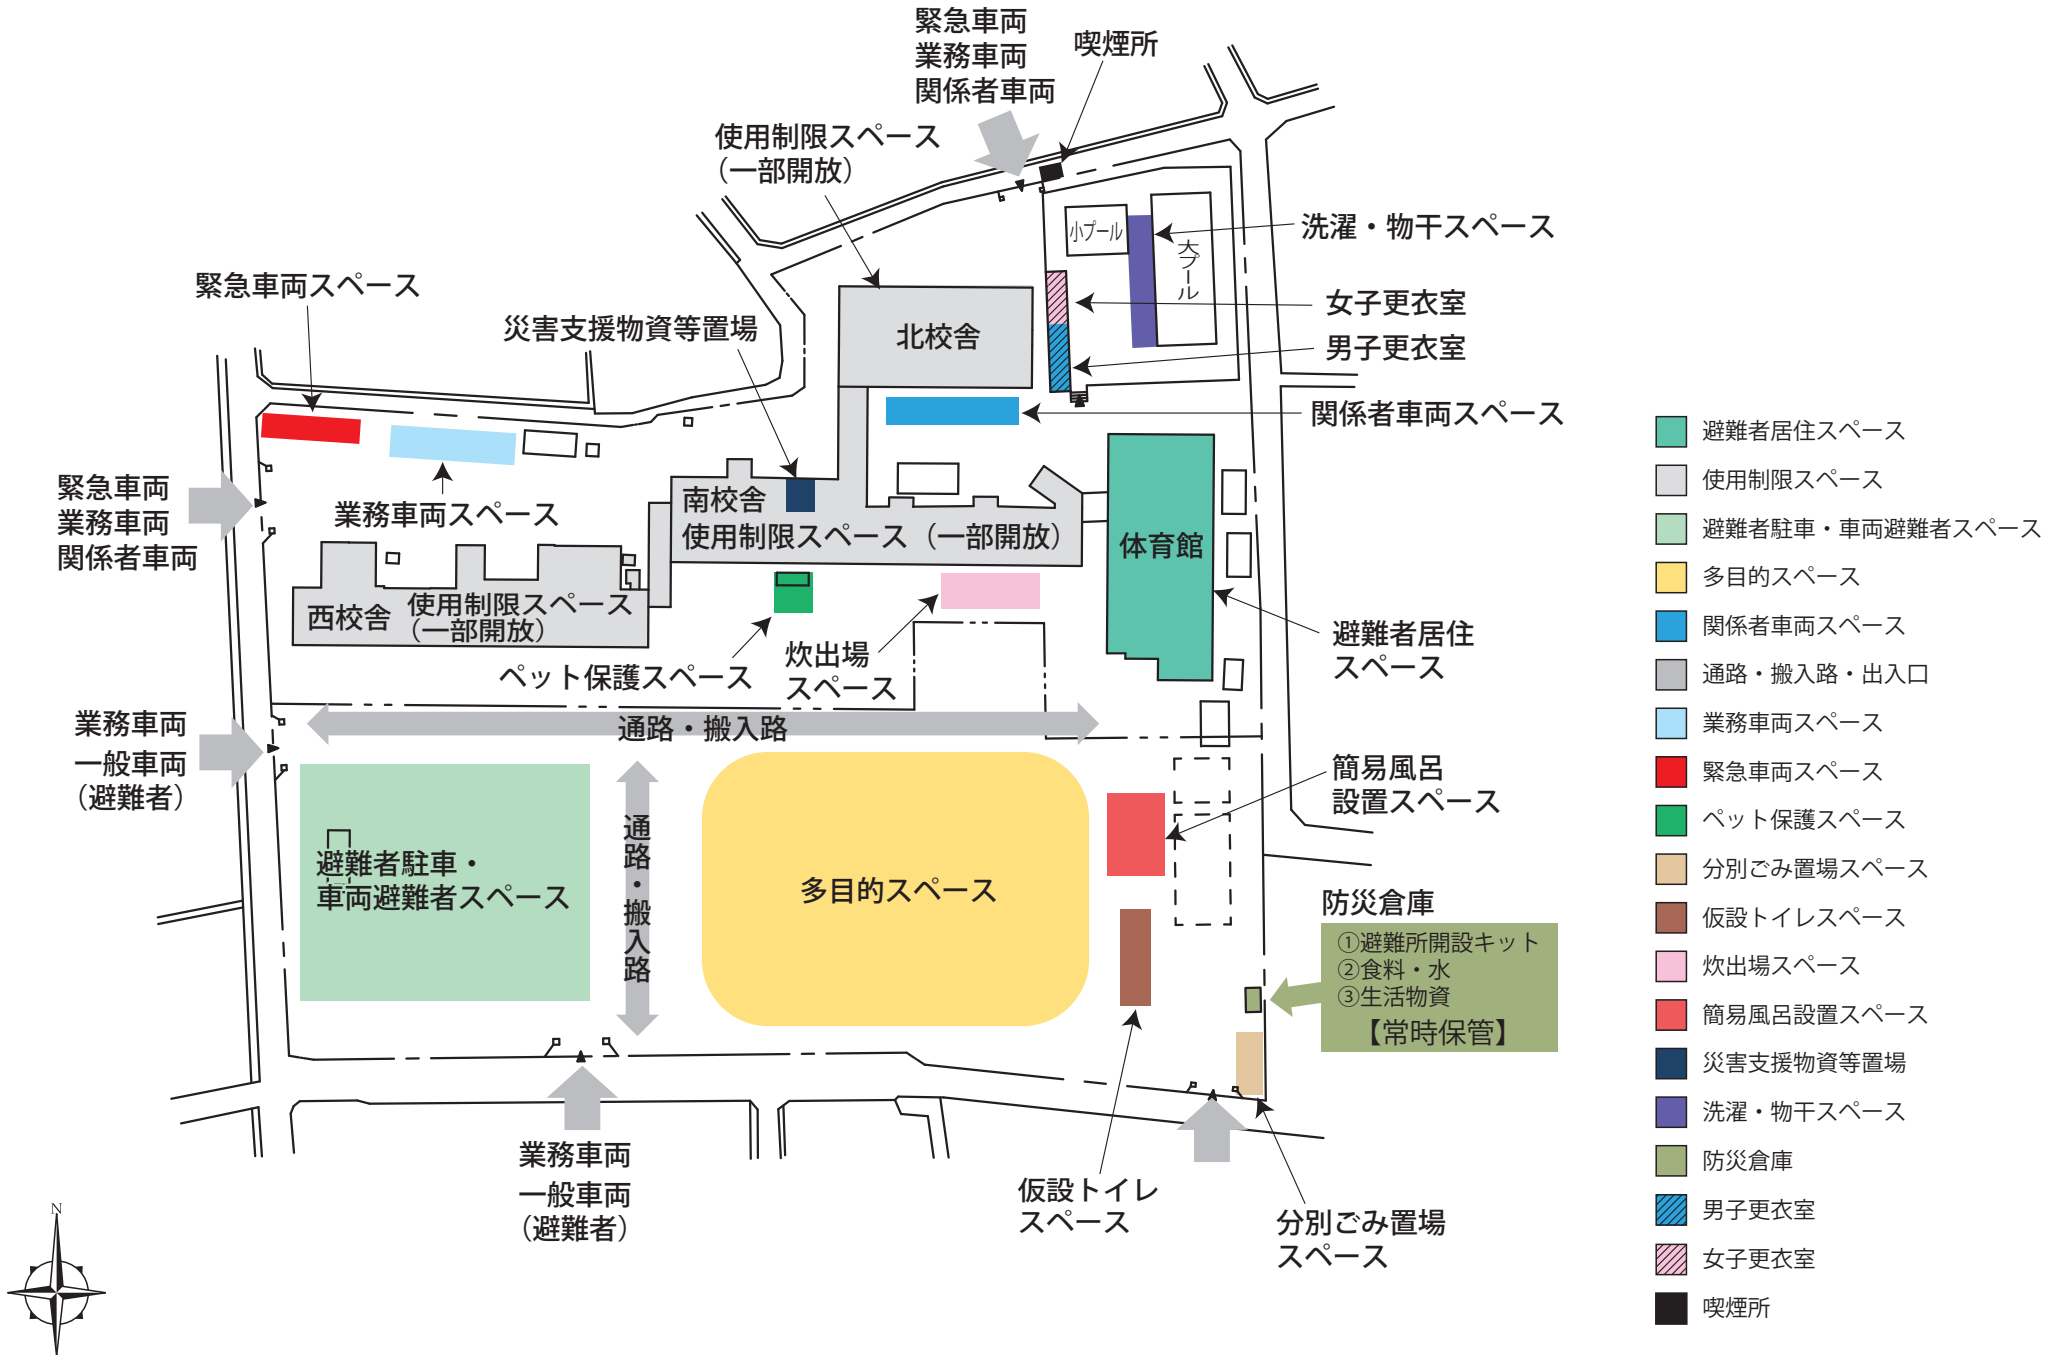 緊急車両
業務車両
関係者車両
喫煙所
使用制限スペース
（一部開放）
小プール
大プール
洗濯・物干スペース
緊急車両スペース
災害支援物資等置場
北校舎
女子更衣室
男子更衣室
関係者車両スペース
緊急車両
業務車両
関係者車両
業務車両スペース
南校舎
使用制限スペース（一部開放）
体育館
西校舎
使用制限スペース
（一部開放）
ペット保護スペース
炊出場
スペース
避難者居住
スペース
業務車両
一般車両
（避難者）
通路・搬入路
避難者駐車・
車両避難者スペース
通路・搬入路
多目的スペース
簡易風呂
設置スペース
防災倉庫
①避難所開設キット
②食料・水
③生活物資
【常時保管】
業務車両
一般車両
（避難者）
仮設トイレ
スペース
分別ごみ置場
スペース
N
避難者居住スペース
使用制限スペース
避難者駐車・車両避難者スペース
多目的スペース
関係者車両スペース
通路・搬入路・出入口
業務車両スペース
緊急車両スペース
ペット保護スペース
分別ごみ置場スペース
仮設トイレスペース
炊出場スペース
簡易風呂設置スペース
災害支援物資等置場
洗濯・物干スペース
防災倉庫
男子更衣室
女子更衣室
喫煙所